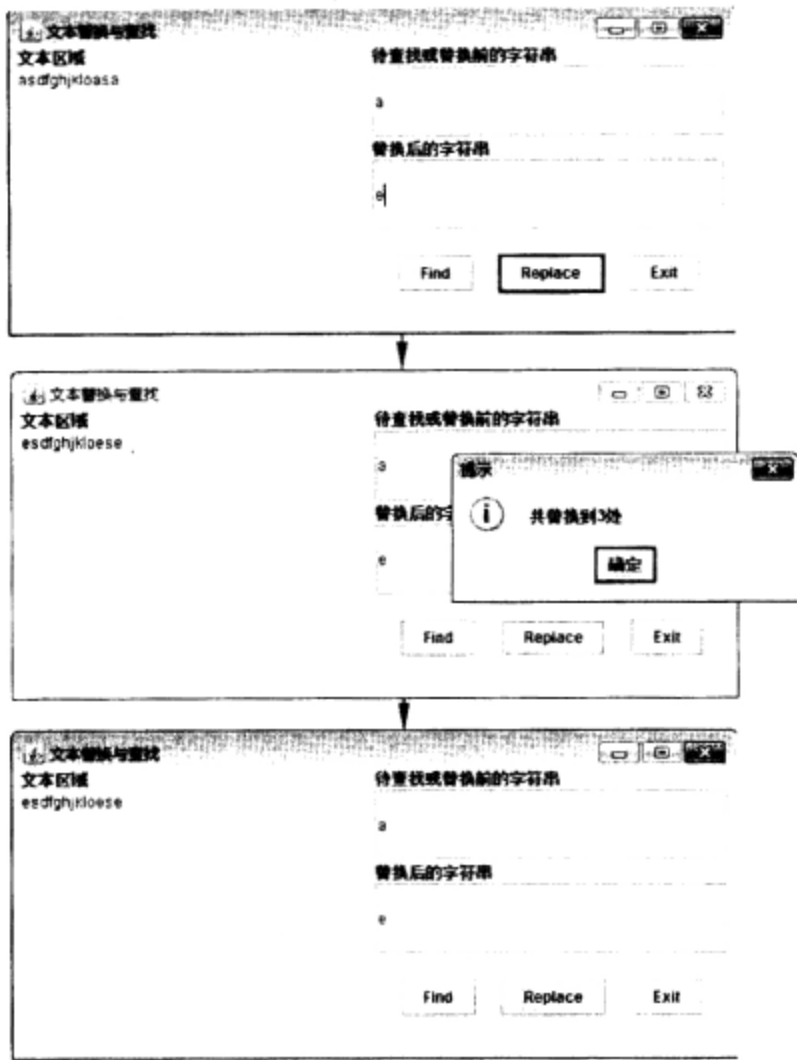 文本替换与查找
文本区域
asdfghjkloasa
待查找或替换前的字符串
a
替换后的字符串
e
Find
Replace
Exit
文本替换与查找
文本区域
esdfghjkloese
待查找或替换前的字符串
a
替换后的字
e
提示
共替换到3处
确定
Find
Replace
Exit
文本替换与查找
文本区域
esdfghjkloese
待查找或替换前的字符串
a
替换后的字符串
e
Find
Replace
Exit